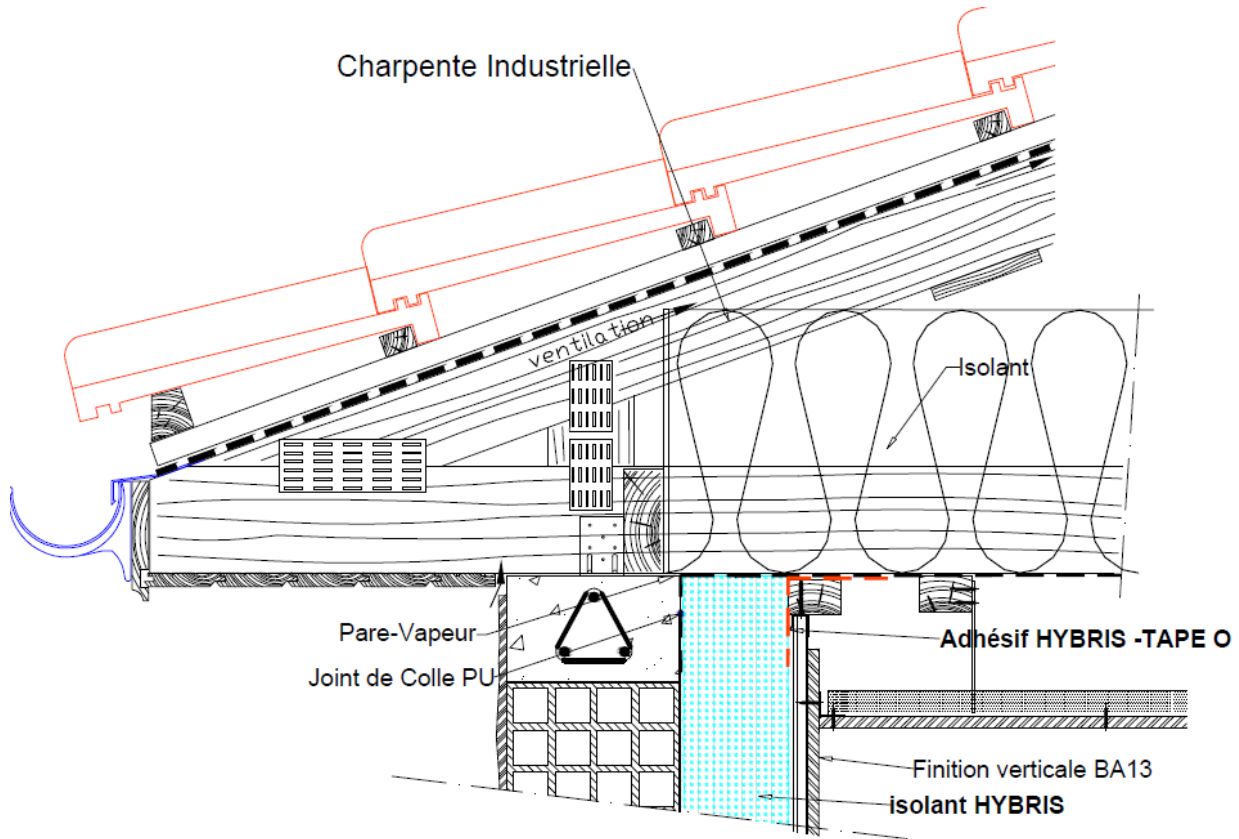 Charpente Industrielle
ventilation
Isolant
Pare-Vapeur
Adhésif HYBRIS -TAPE O
Joint de Colle PU
Finition verticale BA13
isolant HYBRIS